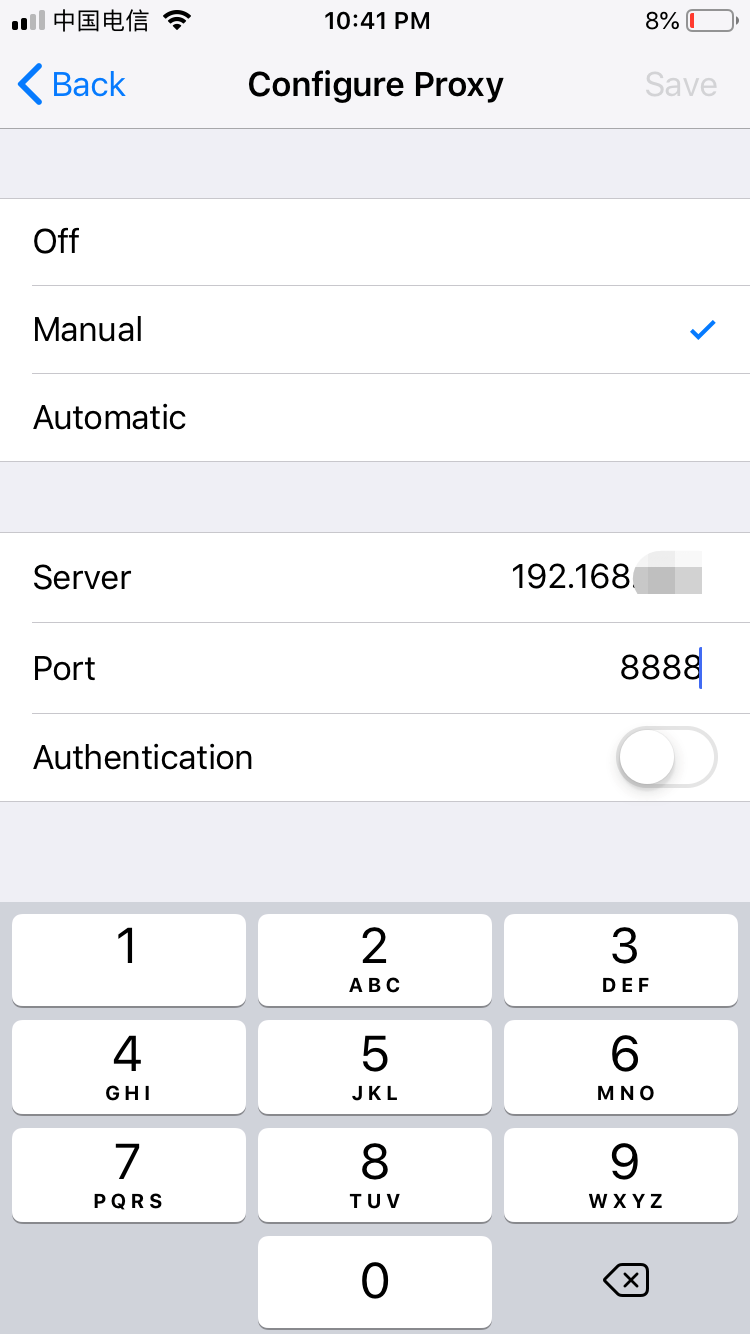 中国电信 10:41 PM 8%
Back Configure Proxy Save
Off
Manual
Automatic
Server 192.168.
Port 8888
Authentication
1 2 3
ABC DEF
4 5 6
GHI JKL MNO
7 8 9
PQRS TUV WXYZ
0